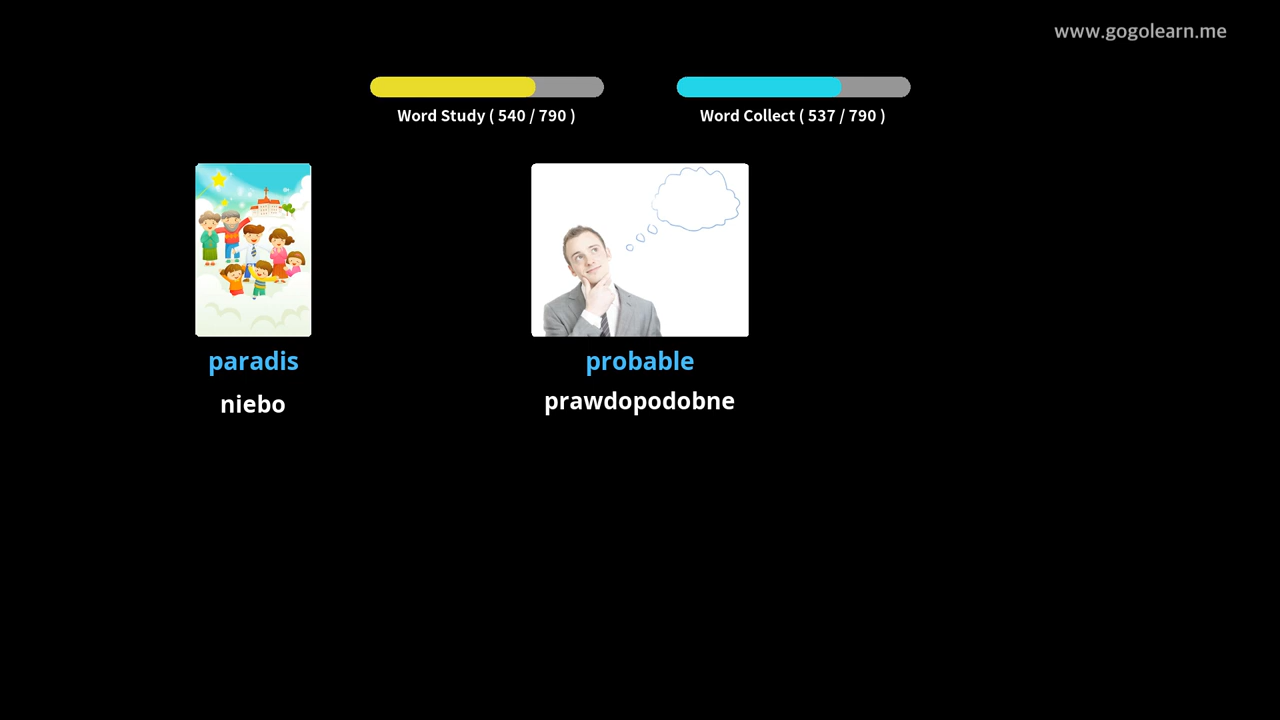 www.gogolearn.me
Word Study ( 540 / 790 )
Word Collect ( 537 / 790 )
paradis
niebo
probable
prawdopodobne